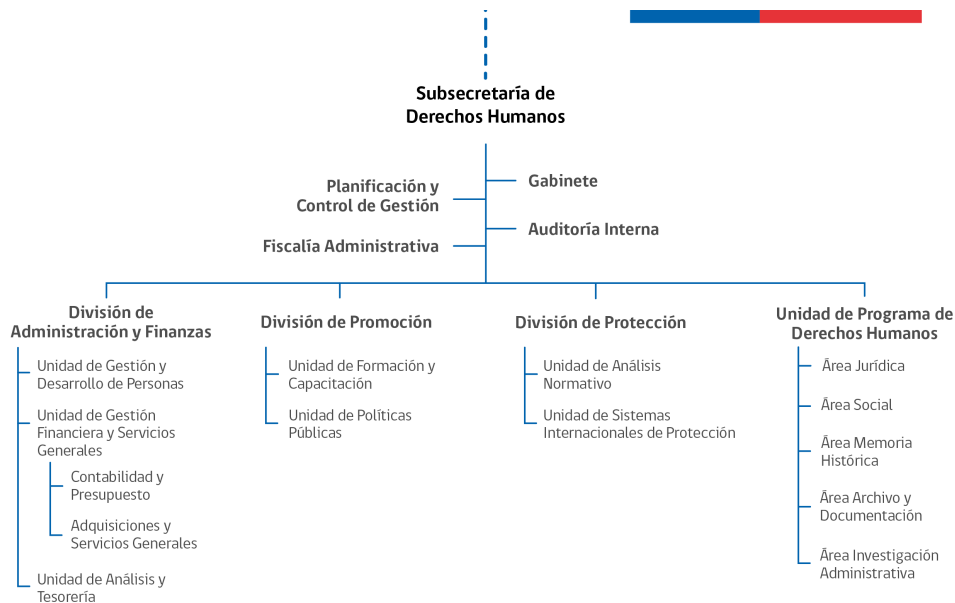 Subsecretaría de
Derechos Humanos
Planificación y
Control de Gestión
Gabinete
Fiscalía Administrativa
Auditoría Interna
División de
Administración y Finanzas
Unidad de Gestión y
Desarrollo de Personas
Unidad de Gestión
Financiera y Servicios
Generales
Contabilidad y
Presupuesto
Adquisiciones y
Servicios Generales
Unidad de Análisis y
Tesorería
División de Promoción
Unidad de Formación y
Capacitación
Unidad de Políticas
Públicas
División de Protección
Unidad de Análisis
Normativo
Unidad de Sistemas
Internacionales de Protección
Unidad de Programa de
Derechos Humanos
Área Jurídica
Área Social
Área Memoria
Histórica
Área Archivo y
Documentación
Área Investigación
Administrativa